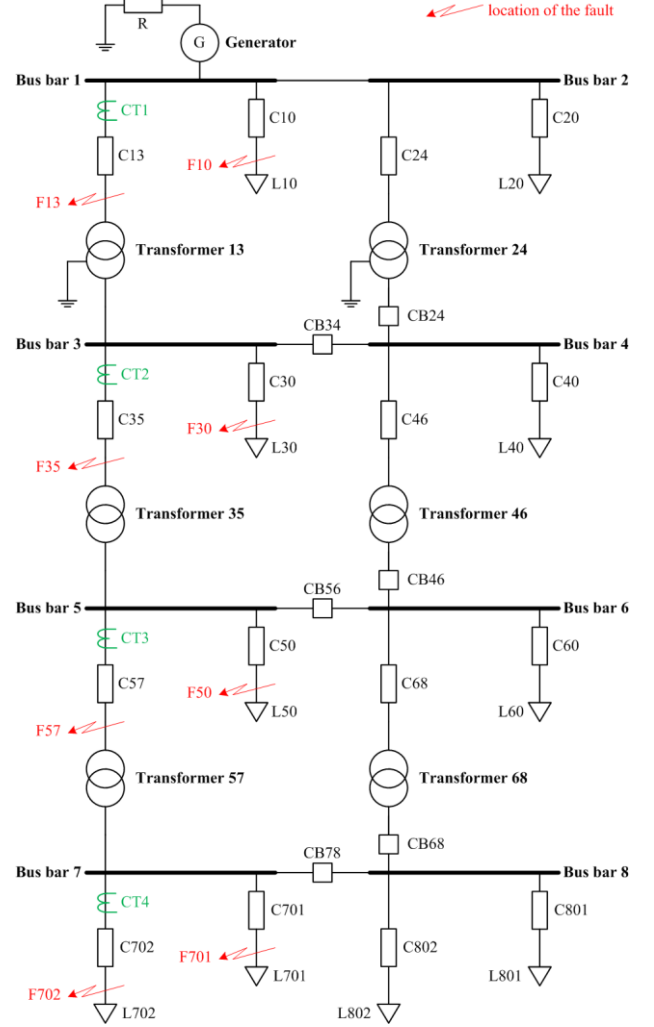 location of the fault
R
G
Generator
Bus bar 1
Bus bar 2
CT1
C10
C20
C13
C24
F10
L10
L20
F13
Transformer 13
Transformer 24
CB24
CB34
Bus bar 3
Bus bar 4
CT2
C30
C40
C35
C46
F30
L30
L40
F35
Transformer 35
Transformer 46
CB46
CB56
Bus bar 5
Bus bar 6
CT3
C50
C60
C57
C68
F50
L50
L60
F57
Transformer 57
Transformer 68
CB68
CB78
Bus bar 7
Bus bar 8
CT4
C701
C801
C702
C802
F701
L701
L801
F702
L702
L802